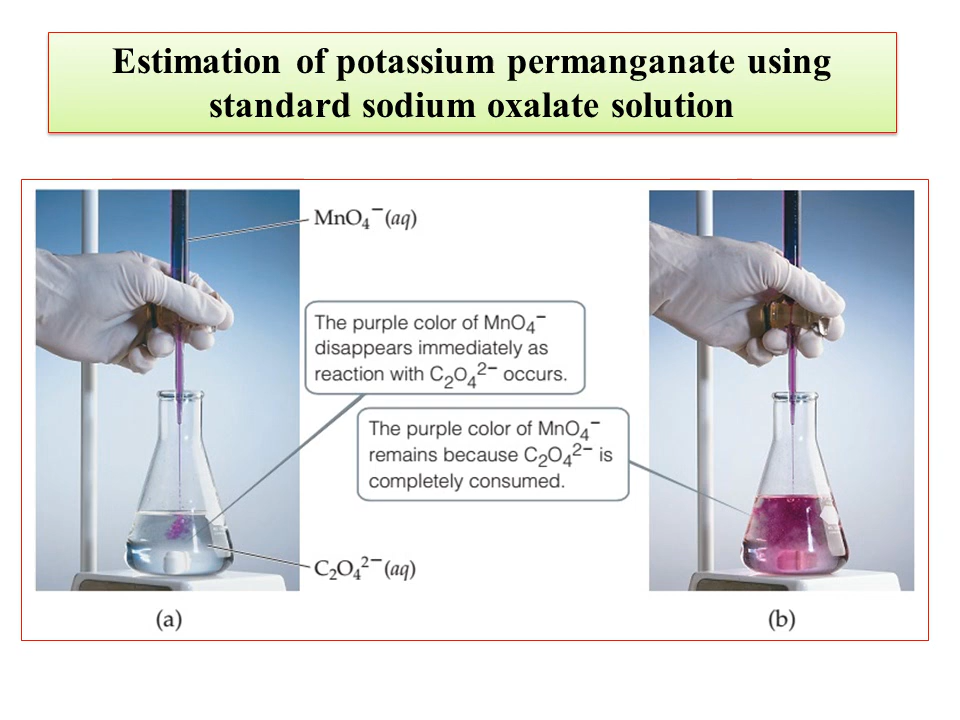 Estimation of potassium permanganate using
standard sodium oxalate solution
MnO₄⁻(aq)
The purple color of MnO₄⁻
disappears immediately as
reaction with C₂O₄²⁻ occurs.
The purple color of MnO₄⁻
remains because C₂O₄²⁻ is
completely consumed.
C₂O₄²⁻(aq)
(a)
(b)